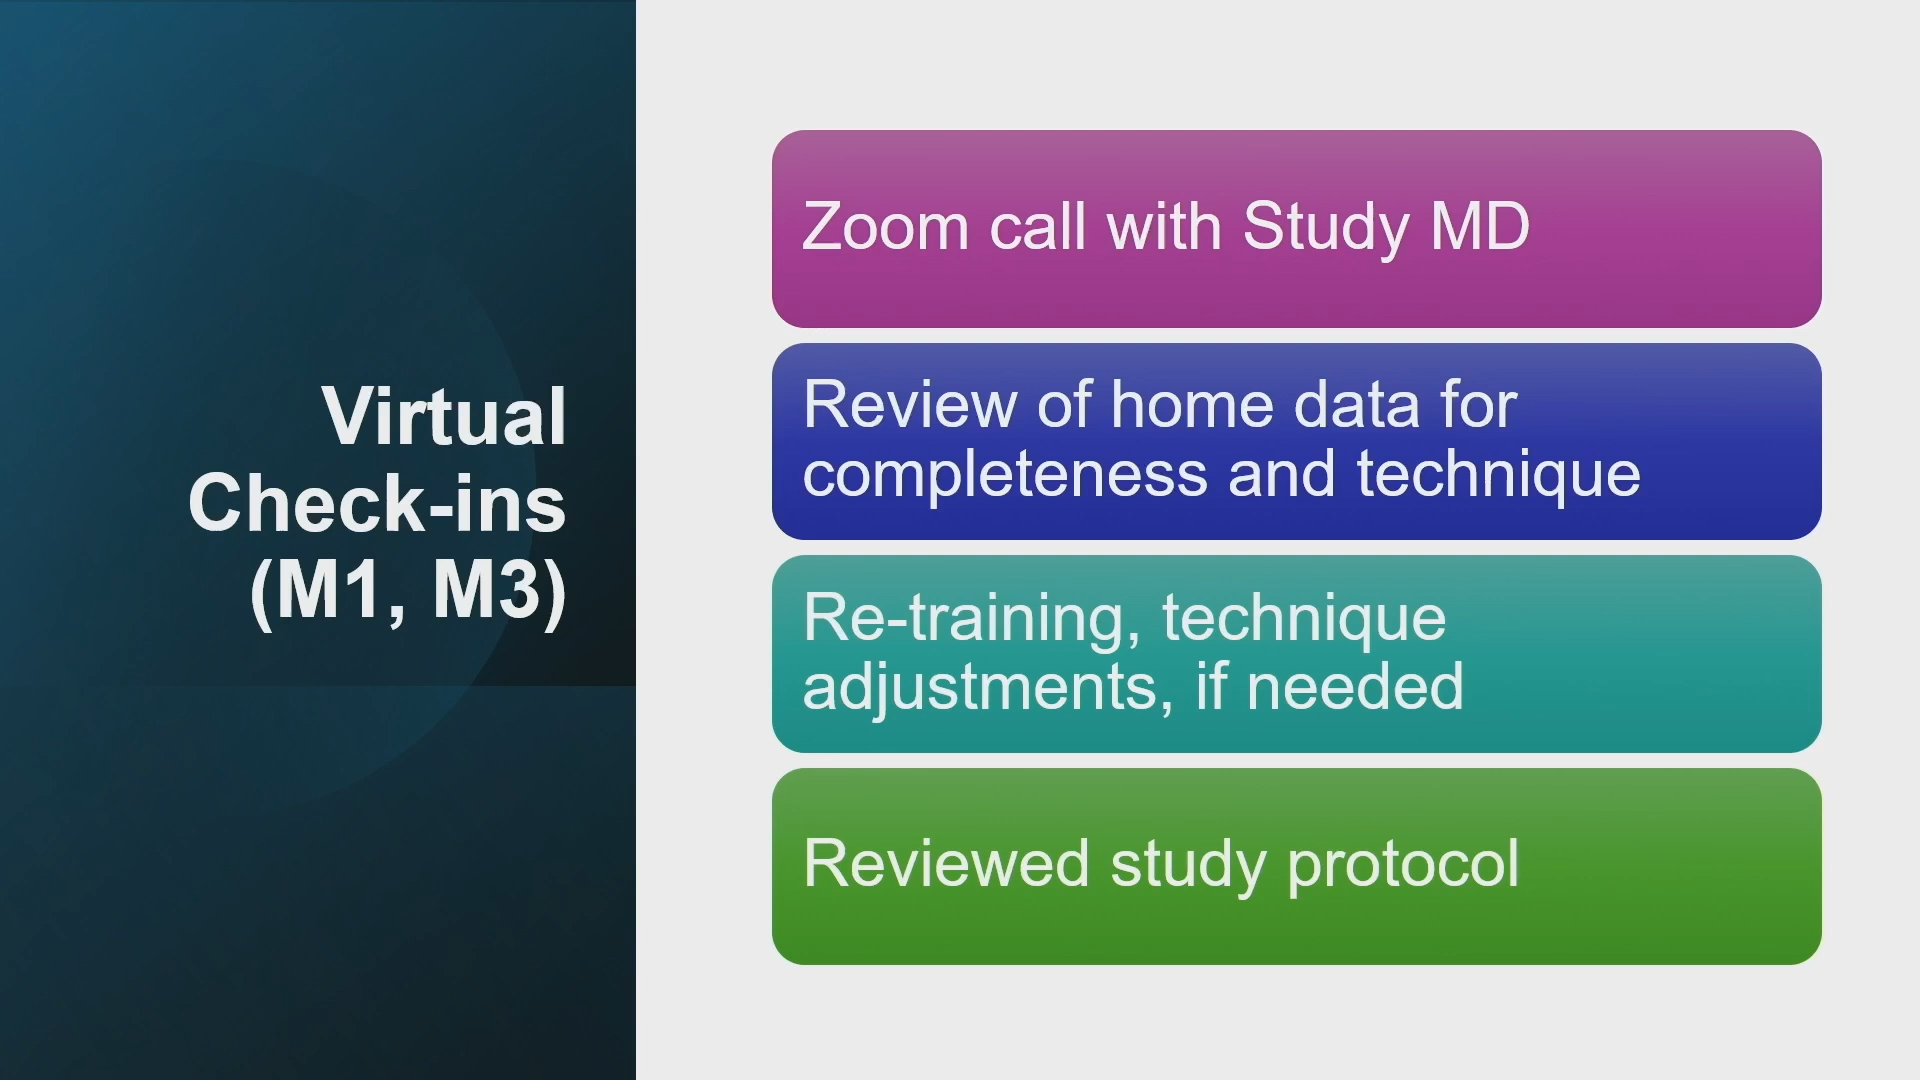 Virtual
Check-ins
(M1, M3)
Zoom call with Study MD
Review of home data for
completeness and technique
Re-training, technique
adjustments, if needed
Reviewed study protocol